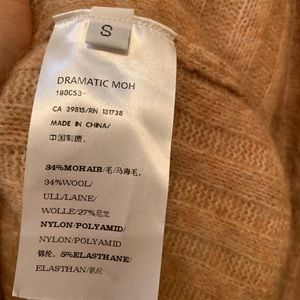 S
DRAMATIC MOH
180C53-
CA 39815/RN 131738
MADE IN CHINA/
中国制造,
34%MOHAIR/毛/马海毛,
34%WOOL/
ULL/LAINE/
WOLLE/27%尼龙
NYLON/POLYAMID/
NYLON/POLYAMID
锦纶, 5%ELASTHANE/
ELASTHAN/氨纶